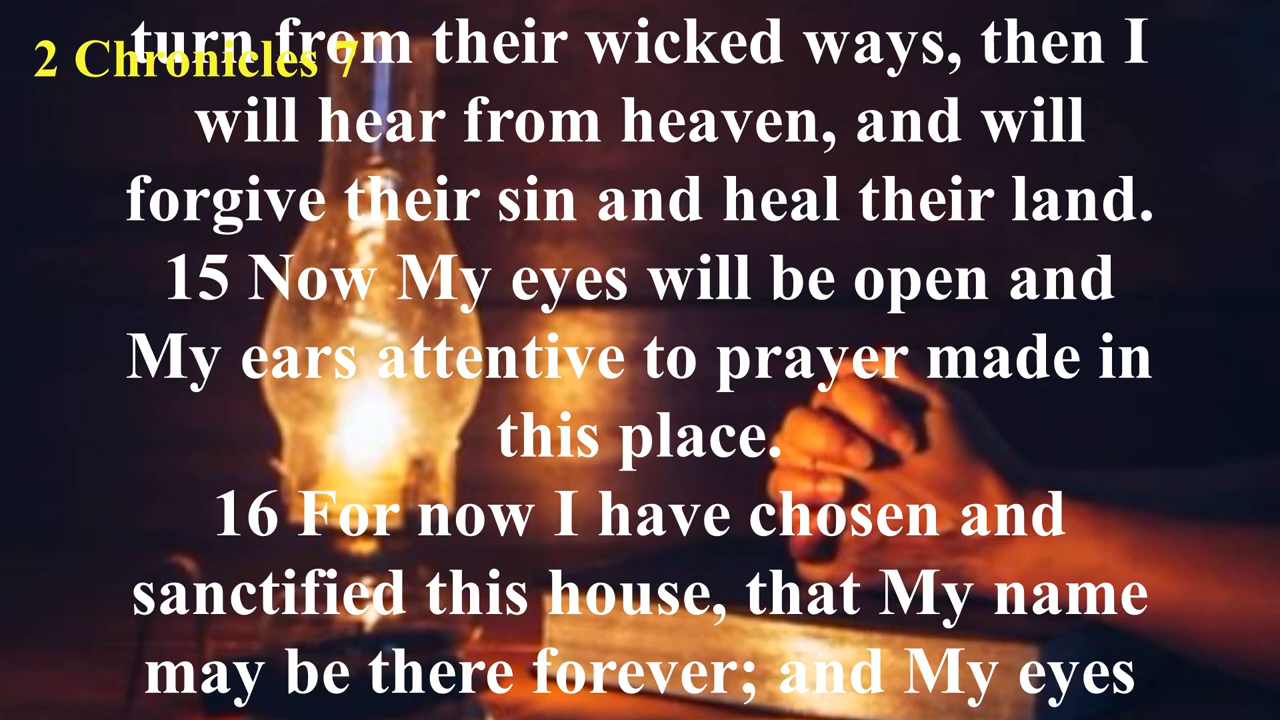 2 Chronicles 7
turn from their wicked ways, then I
will hear from heaven, and will
forgive their sin and heal their land.
15 Now My eyes will be open and
My ears attentive to prayer made in
this place.
16 For now I have chosen and
sanctified this house, that My name
may be there forever; and My eyes